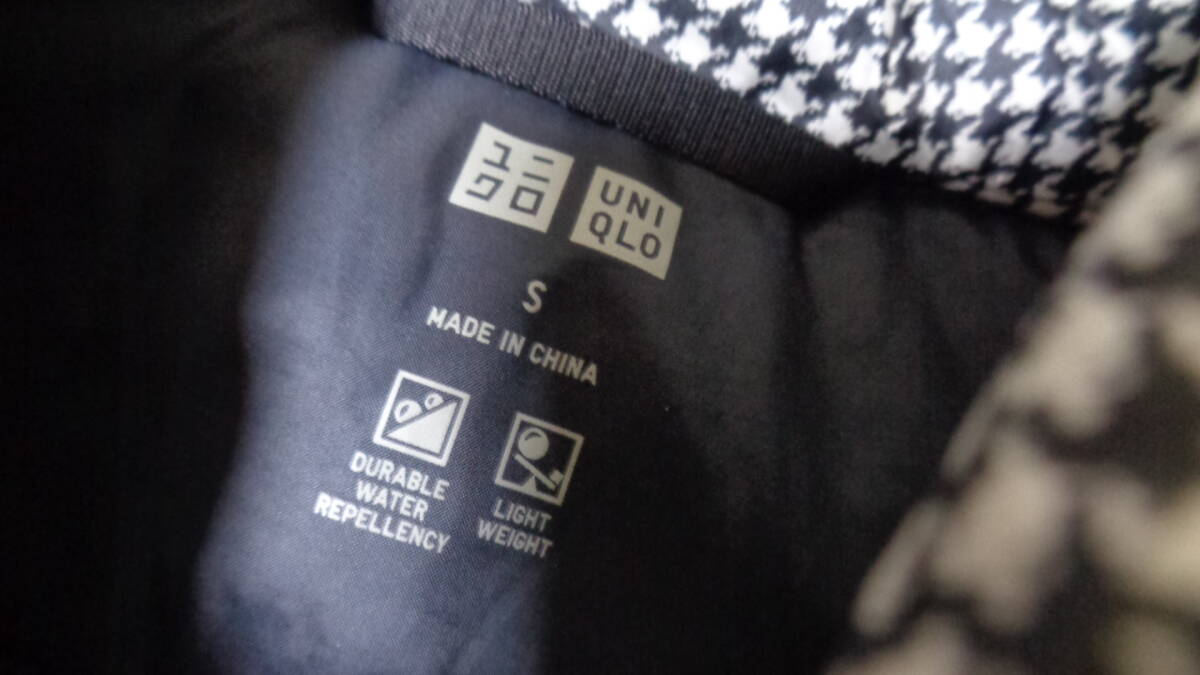 ユニ
クロ
UNI
QLO
S
MADE IN CHINA
DURABLE
WATER
REPELLENCY
LIGHT
WEIGHT